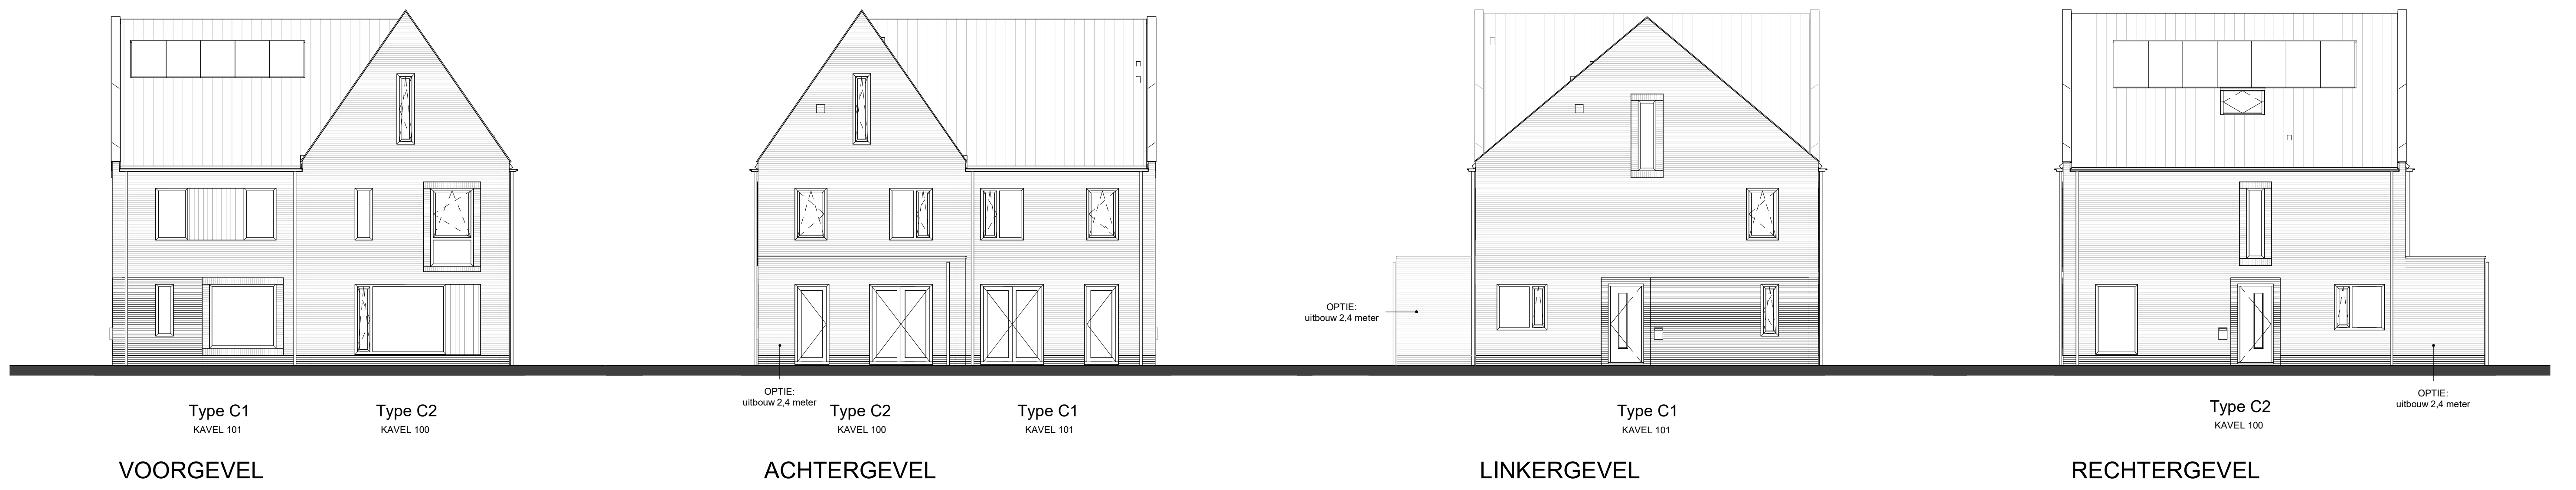 Type C1
KAVEL 101
Type C2
KAVEL 100
VOORGEVEL
OPTIE:
uitbouw 2,4 meter
Type C2
KAVEL 100
Type C1
KAVEL 101
ACHTERGEVEL
OPTIE:
uitbouw 2,4 meter
Type C1
KAVEL 101
LINKERGEVEL
OPTIE:
uitbouw 2,4 meter
Type C2
KAVEL 100
RECHTERGEVEL